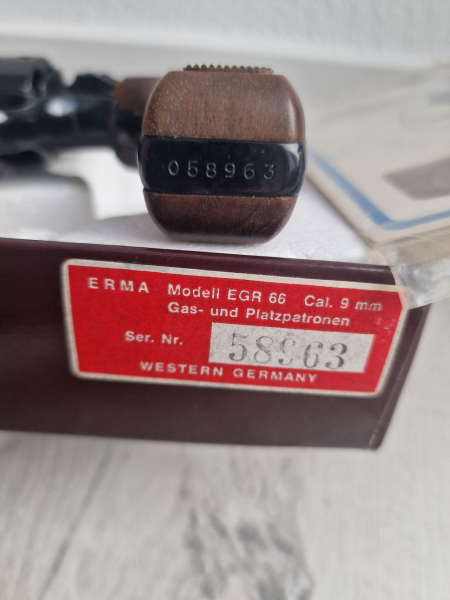 058963
ERMA Modell EGR 66 Cal. 9 mm
Gas- und Platzpatronen
Ser. Nr. 58963
WESTERN GERMANY